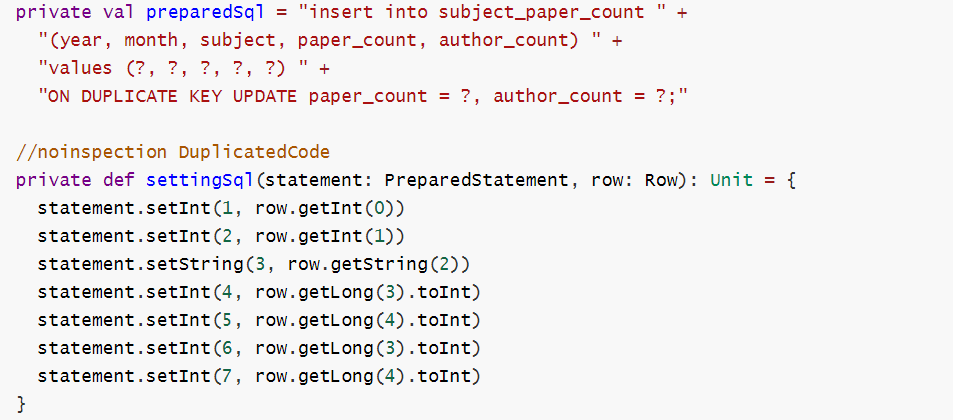 private val preparedSql = "insert into subject_paper_count " +
  "(year, month, subject, paper_count, author_count) " +
  "values (?, ?, ?, ?, ?) " +
  "ON DUPLICATE KEY UPDATE paper_count = ?, author_count = ?;"

//noinspection DuplicatedCode
private def settingSql(statement: PreparedStatement, row: Row): Unit = {
  statement.setInt(1, row.getInt(0))
  statement.setInt(2, row.getInt(1))
  statement.setString(3, row.getString(2))
  statement.setInt(4, row.getLong(3).toInt)
  statement.setInt(5, row.getLong(4).toInt)
  statement.setInt(6, row.getLong(3).toInt)
  statement.setInt(7, row.getLong(4).toInt)
}